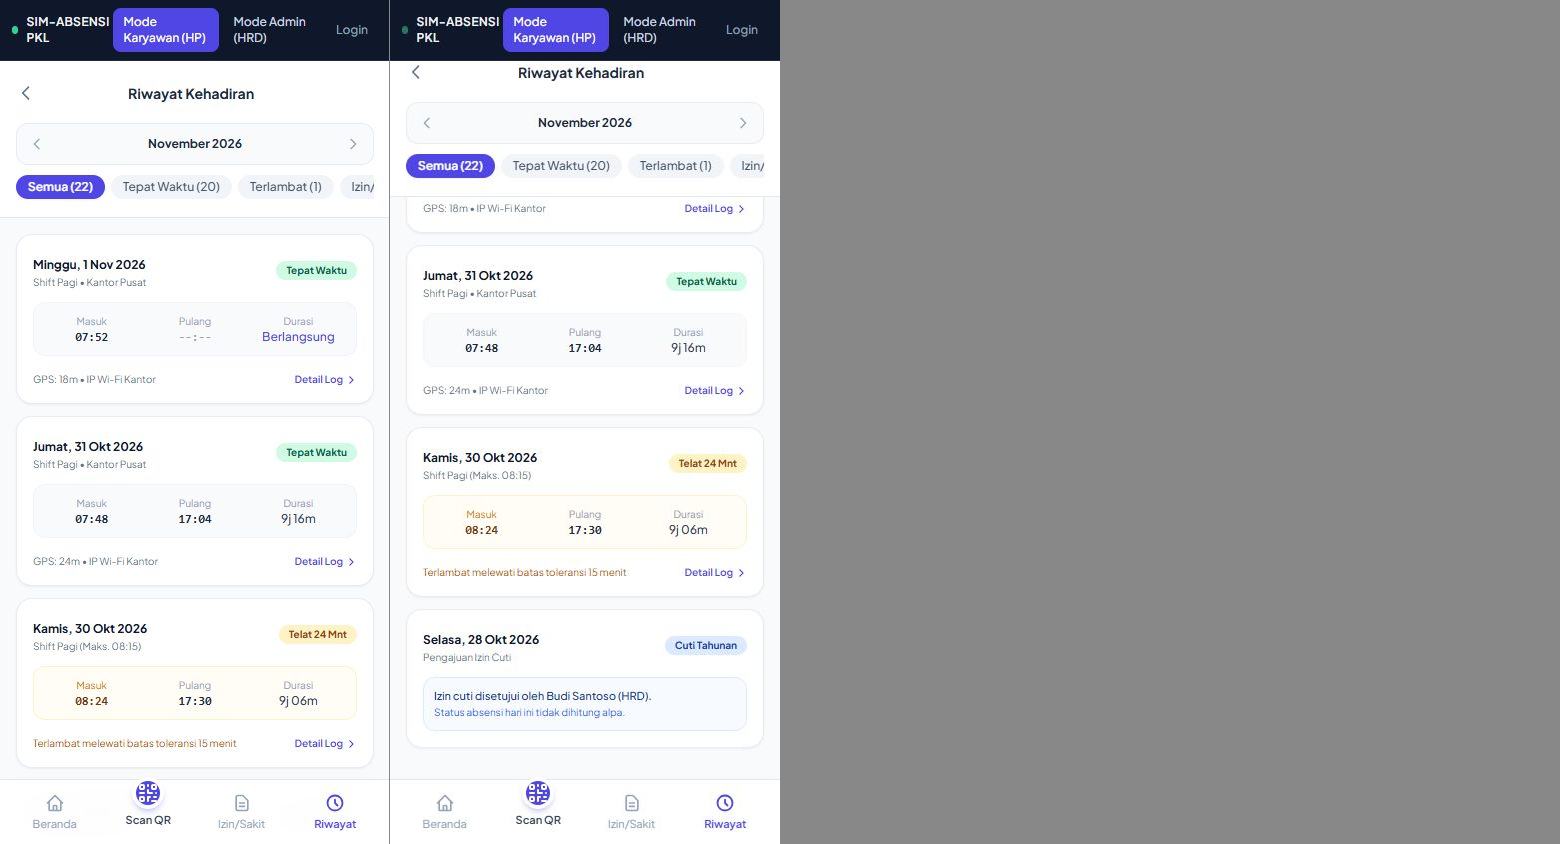 SIM-ABSENSI
PKL
Mode
Karyawan (HP)
Mode Admin
(HRD)
Login
Riwayat Kehadiran
November 2026
Semua (22)
Tepat Waktu (20)
Terlambat (1)
Izin/
Minggu, 1 Nov 2026
Tepat Waktu
Shift Pagi • Kantor Pusat
Masuk
Pulang
Durasi
07:52
--:--
Berlangsung
GPS: 18m • IP Wi-Fi Kantor
Detail Log
Jumat, 31 Okt 2026
Tepat Waktu
Shift Pagi • Kantor Pusat
Masuk
Pulang
Durasi
07:48
17:04
9j 16m
GPS: 24m • IP Wi-Fi Kantor
Detail Log
Kamis, 30 Okt 2026
Telat 24 Mnt
Shift Pagi (Maks. 08:15)
Masuk
Pulang
Durasi
08:24
17:30
9j 06m
Terlambat melewati batas toleransi 15 menit
Detail Log
Beranda
Scan QR
Izin/Sakit
Riwayat
SIM-ABSENSI
PKL
Mode
Karyawan (HP)
Mode Admin
(HRD)
Login
Riwayat Kehadiran
November 2026
Semua (22)
Tepat Waktu (20)
Terlambat (1)
Izin/
GPS: 18m • IP Wi-Fi Kantor
Detail Log
Jumat, 31 Okt 2026
Tepat Waktu
Shift Pagi • Kantor Pusat
Masuk
Pulang
Durasi
07:48
17:04
9j 16m
GPS: 24m • IP Wi-Fi Kantor
Detail Log
Kamis, 30 Okt 2026
Telat 24 Mnt
Shift Pagi (Maks. 08:15)
Masuk
Pulang
Durasi
08:24
17:30
9j 06m
Terlambat melewati batas toleransi 15 menit
Detail Log
Selasa, 28 Okt 2026
Cuti Tahunan
Pengajuan Izin Cuti
Izin cuti disetujui oleh Budi Santoso (HRD).
Status absensi hari ini tidak dihitung alpa.
Beranda
Scan QR
Izin/Sakit
Riwayat